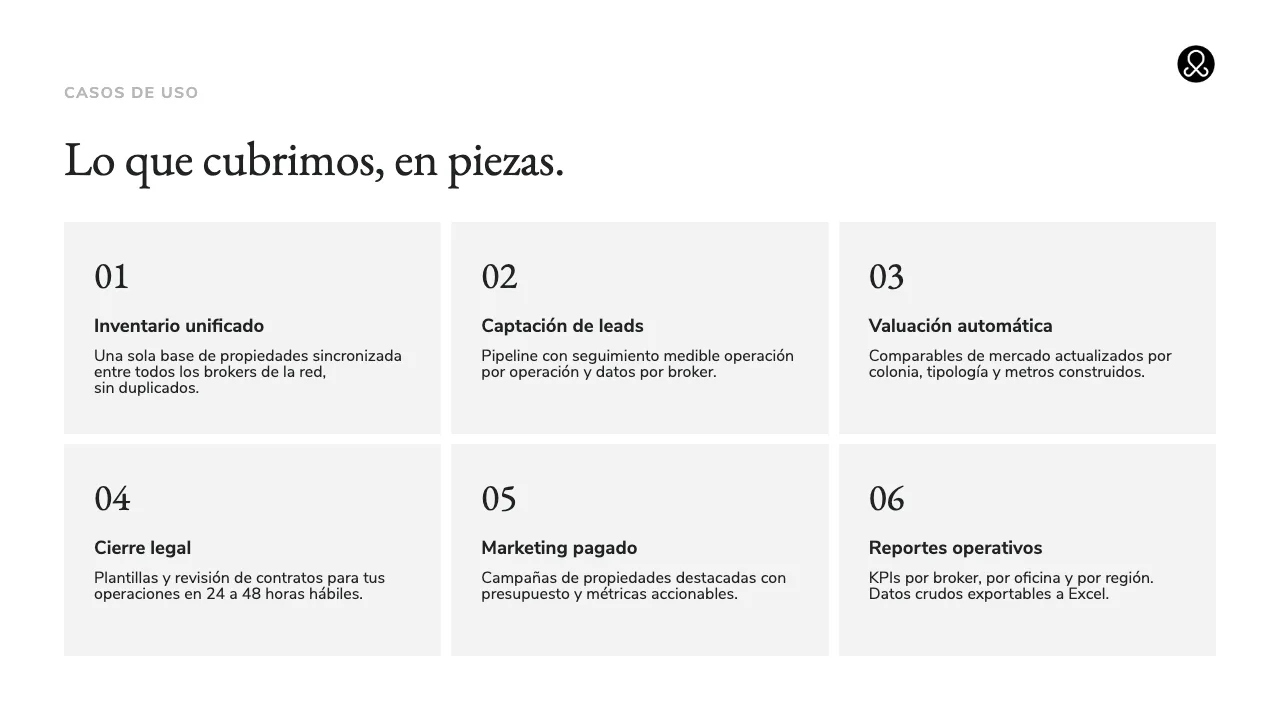 CASOS DE USO
Lo que cubrimos, en piezas.
01
Inventario unificado
Una sola base de propiedades sincronizada
entre todos los brokers de la red,
sin duplicados.
02
Captación de leads
Pipeline con seguimiento medible operación
por operación y datos por broker.
03
Valuación automática
Comparables de mercado actualizados por
colonia, tipología y metros construidos.
04
Cierre legal
Plantillas y revisión de contratos para tus
operaciones en 24 a 48 horas hábiles.
05
Marketing pagado
Campañas de propiedades destacadas con
presupuesto y métricas accionables.
06
Reportes operativos
KPIs por broker, por oficina y por región.
Datos crudos exportables a Excel.